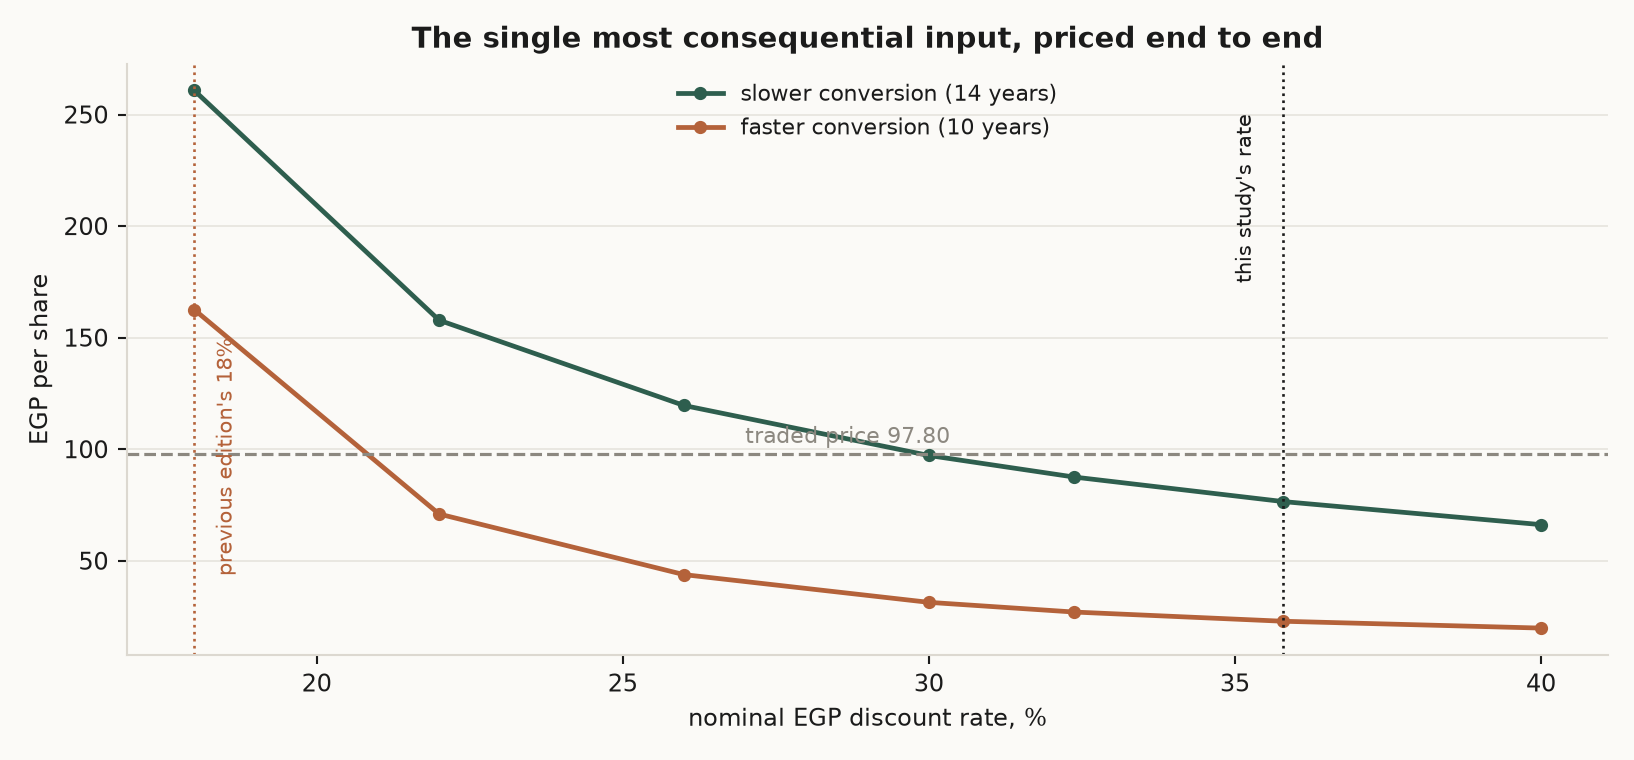 The single most consequential input, priced end to end
slower conversion (14 years)
faster conversion (10 years)
EGP per share
250
200
150
100
50
previous edition's 18%
traded price 97.80
this study's rate
20
25
30
35
40
nominal EGP discount rate, %